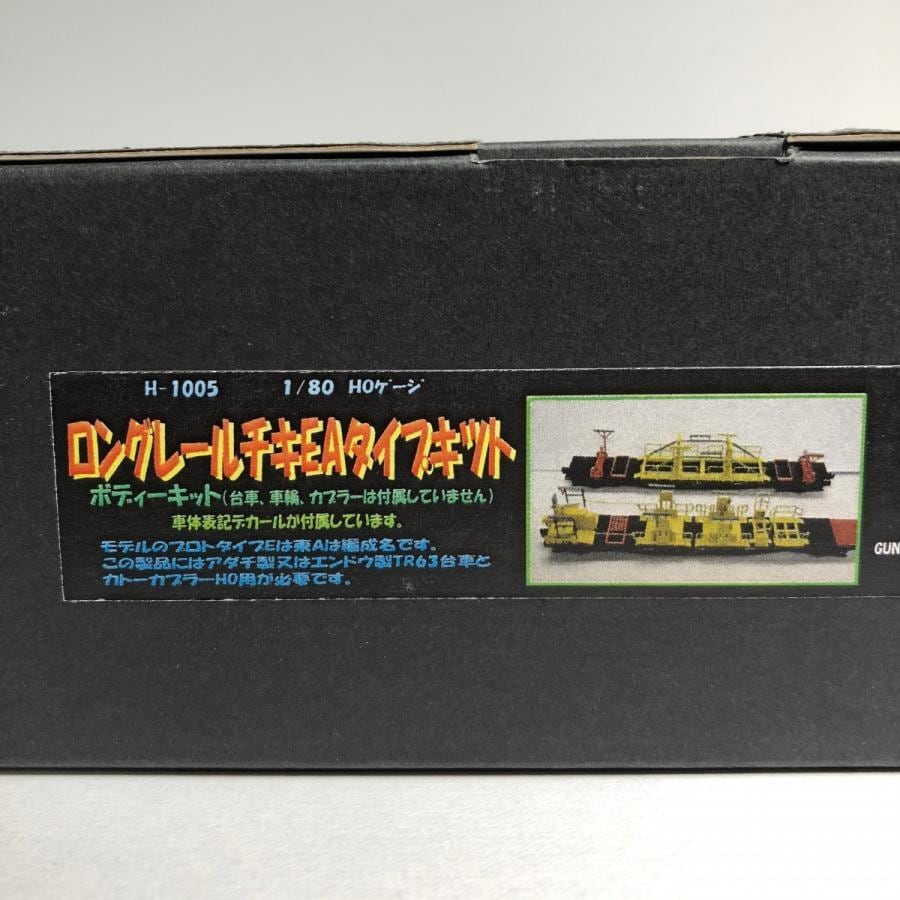 H-1005 1/80 HOゲージ
ロングレールチキEAタイプキット
ボディーキット(台車、車輪、カプラーは付属していません)
車体表記デカールが付属しています。
モデルのプロトタイプEは東Aは編成名です。
この製品にはアダチ製又はエンドウ製TR63台車と
カトーカプラーHO用が必要です。
GUN